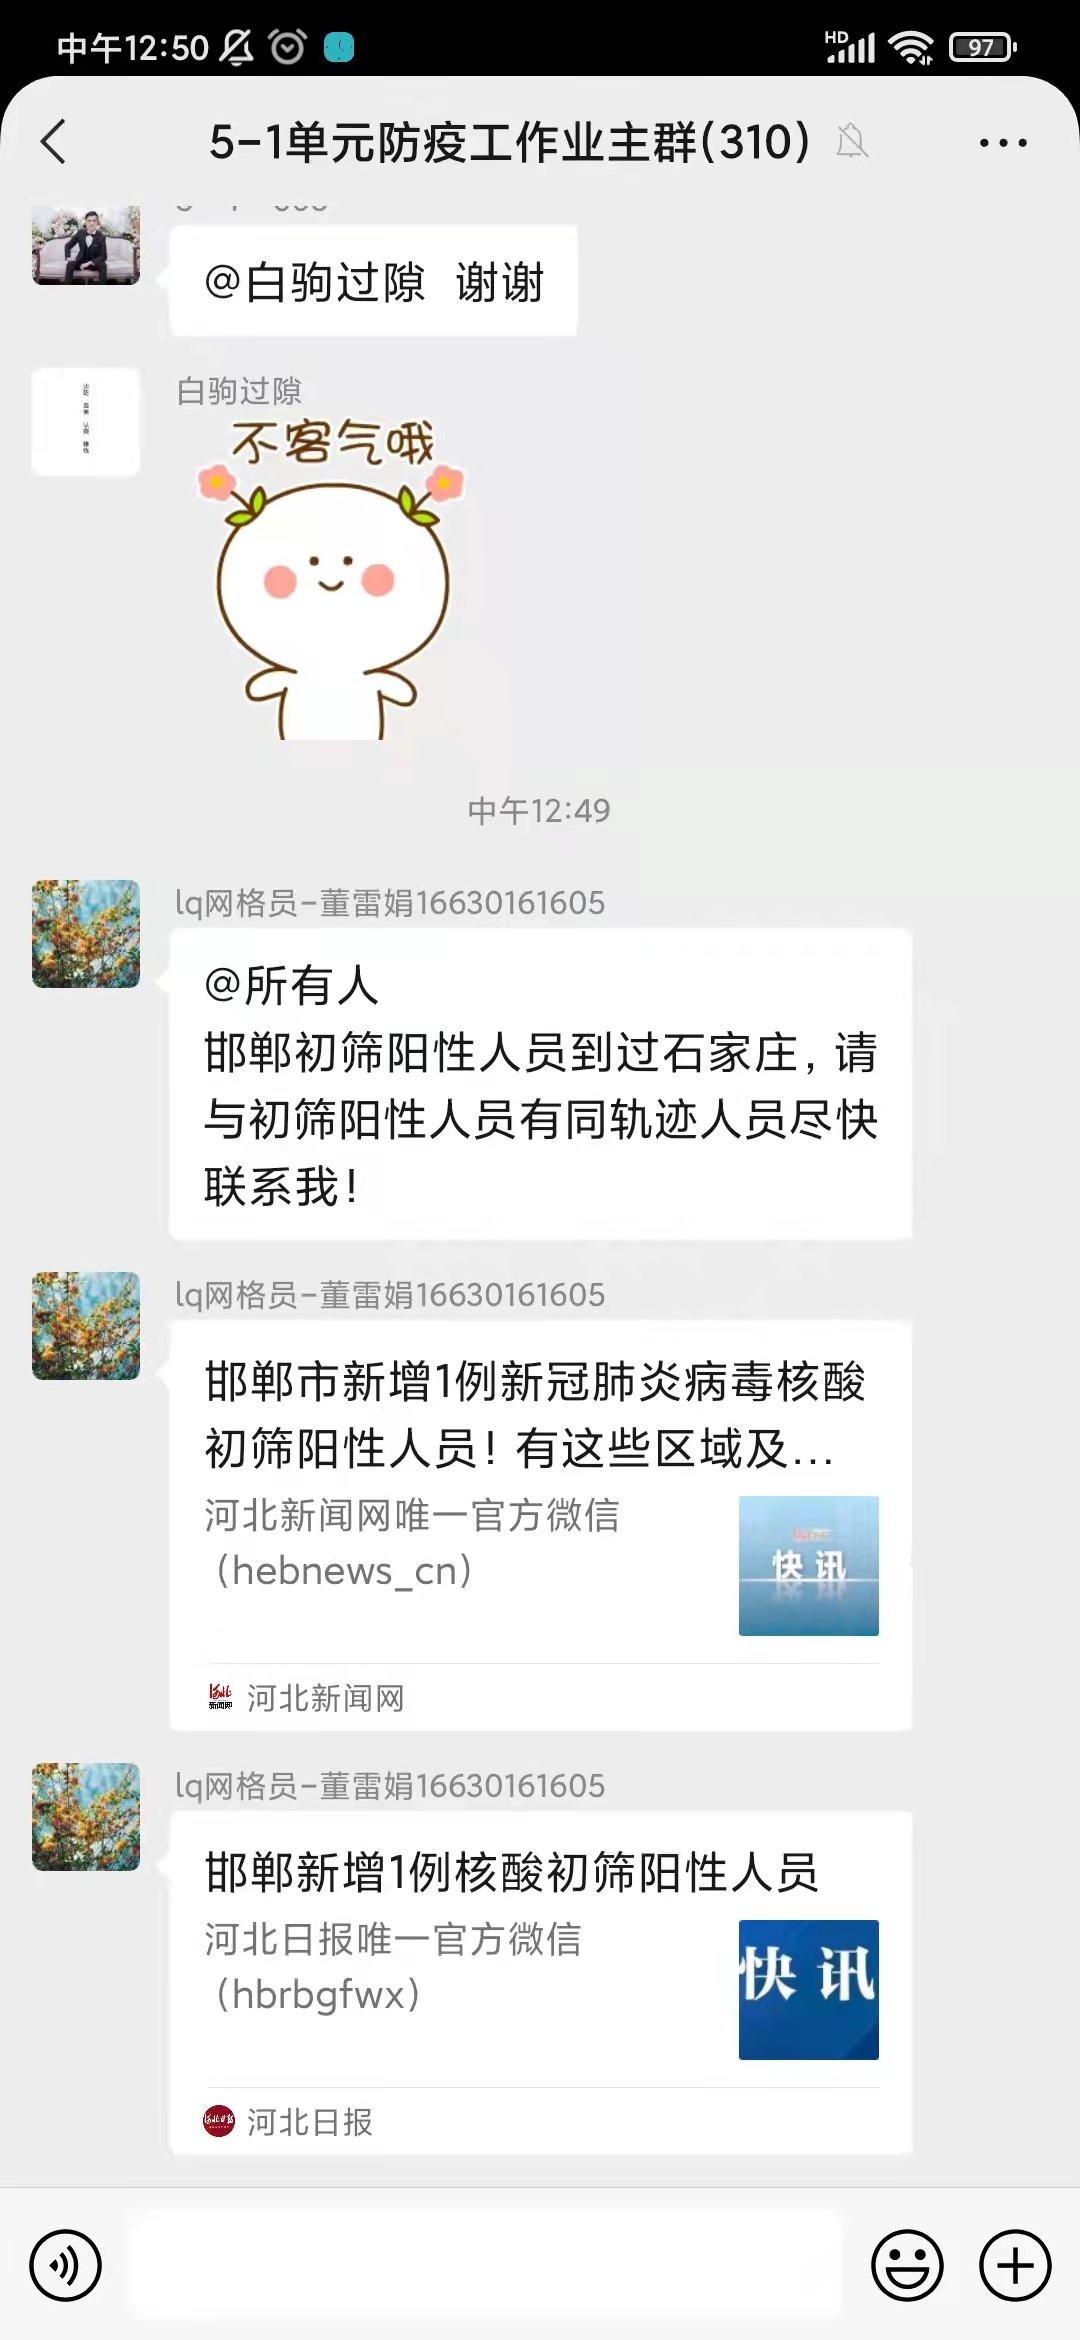 中午12:50
HD
97
5-1单元防疫工作业主群(310)
@白驹过隙 谢谢
白驹过隙
不客气哦
中午12:49
lq网格员-董雷娟16630161605
@所有人
邯郸初筛阳性人员到过石家庄，请
与初筛阳性人员有同轨迹人员尽快
联系我！
lq网格员-董雷娟16630161605
邯郸市新增1例新冠肺炎病毒核酸
初筛阳性人员！有这些区域及...
河北新闻网唯一官方微信
（hebnews_cn）
快讯
河北新闻网
lq网格员-董雷娟16630161605
邯郸新增1例核酸初筛阳性人员
河北日报唯一官方微信
（hbrbgfwx）
快讯
河北日报